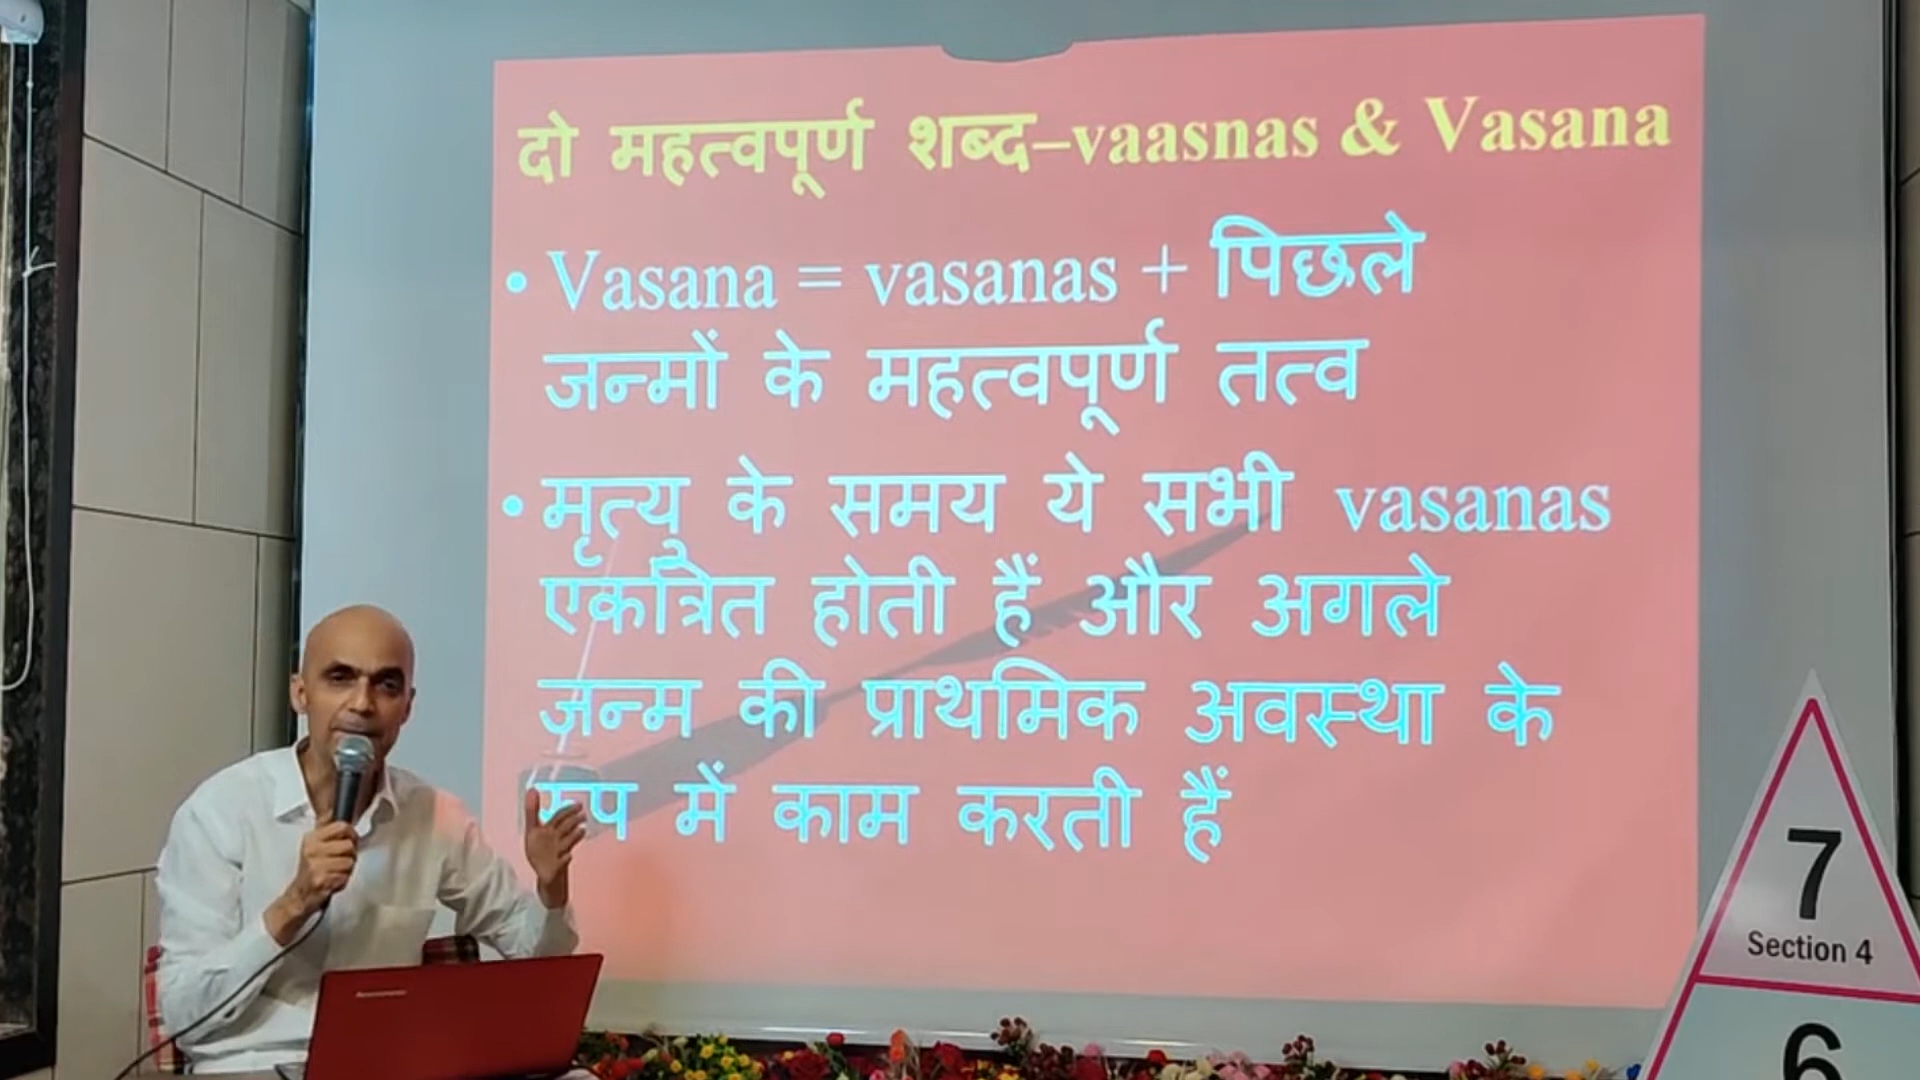 दो महत्वपूर्ण शब्द–vaasnas & Vasana
• Vasana = vasanas + पिछले
जन्मों के महत्वपूर्ण तत्व
• मृत्यु के समय ये सभी vasanas
एकत्रित होती हैं और अगले
जन्म की प्राथमिक अवस्था के
रूप में काम करती हैं
7
Section 4
6